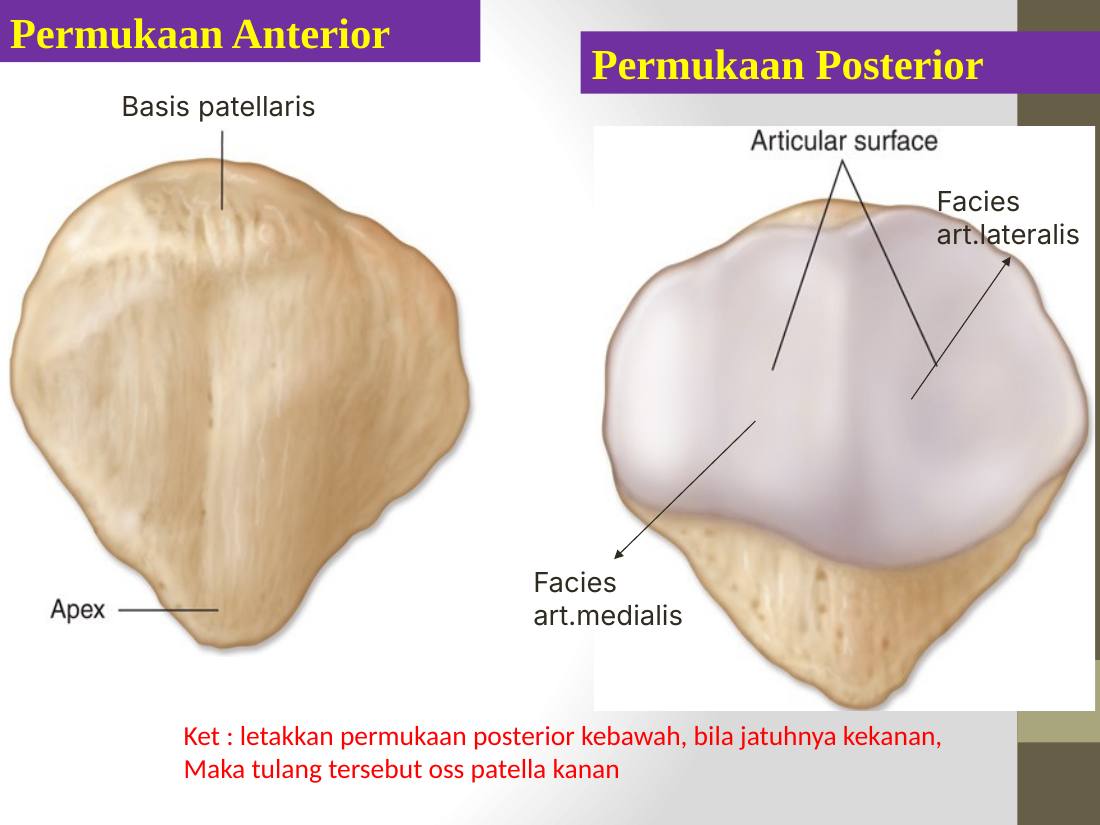 Permukaan Anterior
Permukaan Posterior
Basis patellaris
Articular surface
Facies
art.lateralis
Facies
art.medialis
Apex
Ket : letakkan permukaan posterior kebawah, bila jatuhnya kekanan,
Maka tulang tersebut oss patella kanan